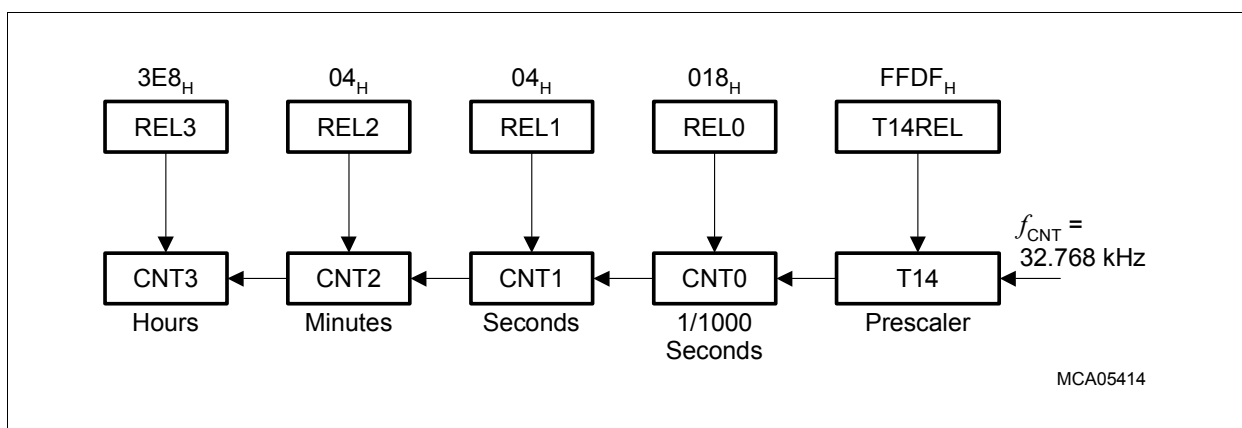 3E8H 04H 04H 018H FFDFH
REL3 REL2 REL1 REL0 T14REL
fCNT =
32.768 kHz
CNT3 CNT2 CNT1 CNT0 T14
Hours Minutes Seconds 1/1000 Prescaler
Seconds
MCA05414